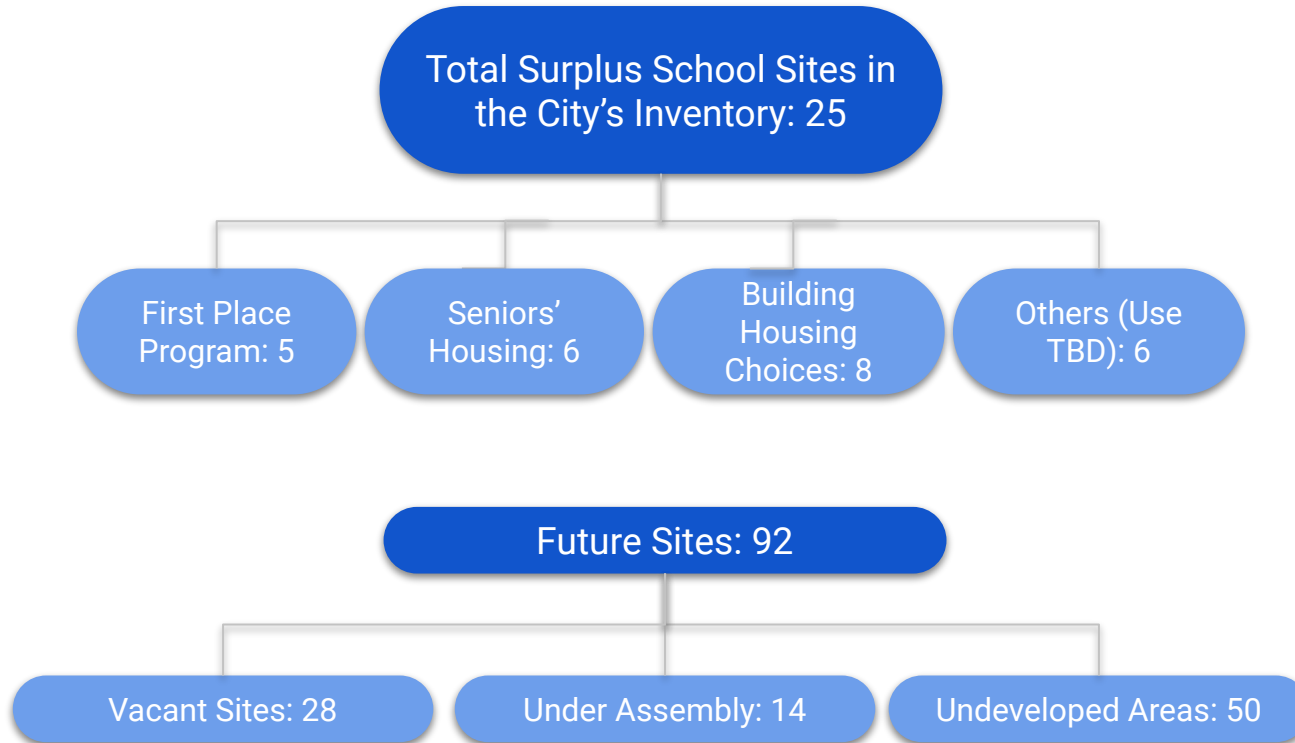 Total Surplus School Sites in
the City’s Inventory: 25
First Place
Program: 5
Seniors’
Housing: 6
Building
Housing
Choices: 8
Others (Use
TBD): 6
Future Sites: 92
Vacant Sites: 28
Under Assembly: 14
Undeveloped Areas: 50